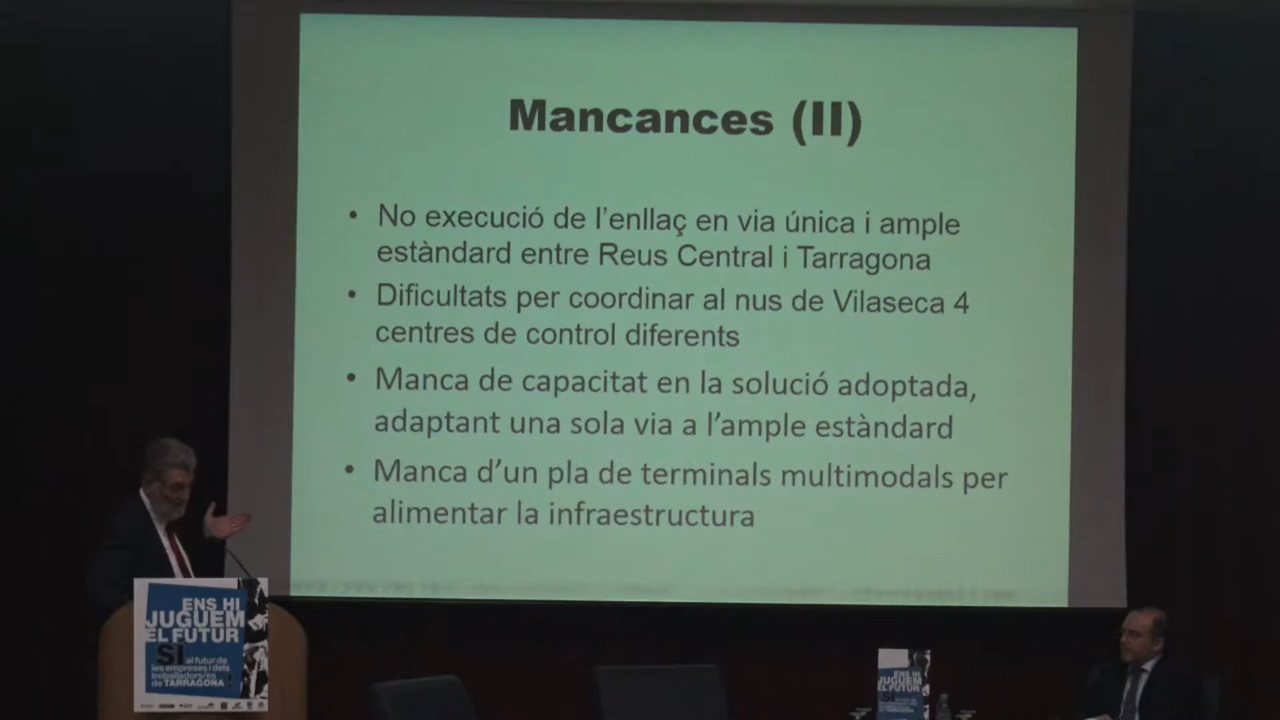 Mancances (II)
• No execució de l’enllaç en via única i ample
estàndard entre Reus Central i Tarragona
• Dificultats per coordinar al nus de Vilaseca 4
centres de control diferents
• Manca de capacitat en la solució adoptada,
adaptant una sola via a l’ample estàndard
• Manca d’un pla de terminals multimodals per
alimentar la infraestructura
ENS HI
JUGUEM
EL FUTUR
SI al futur de
les empreses i dels
treballadors/es
de TARRAGONA!
ENS HI
JUGUEM
EL FUTUR
SI